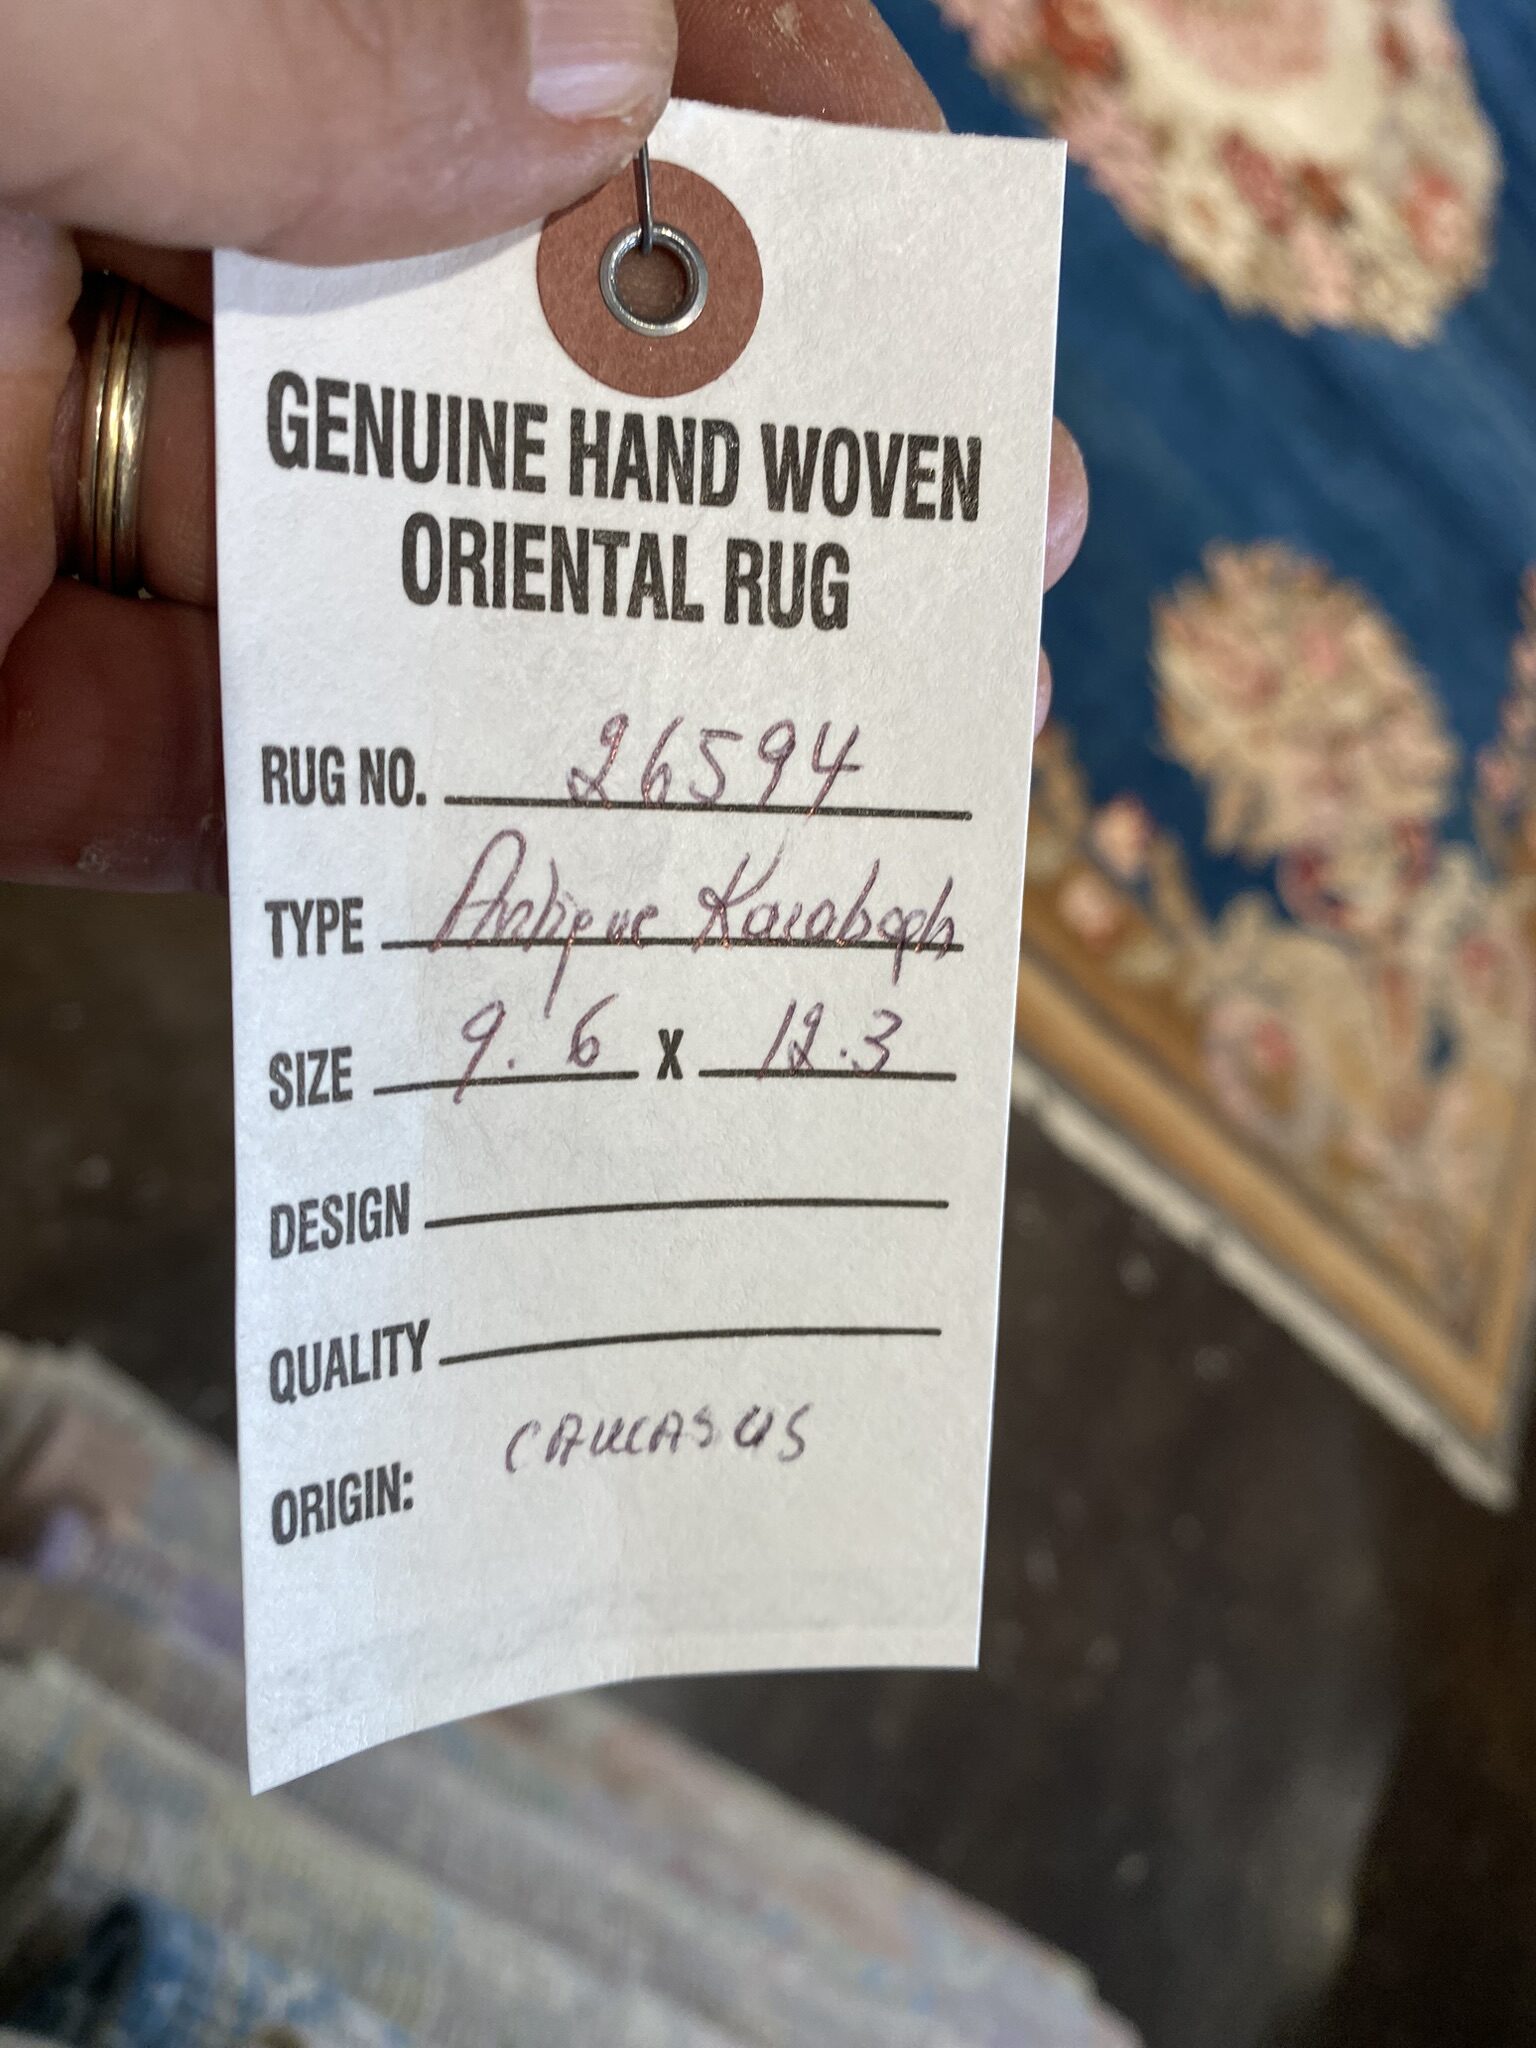 GENUINE HAND WOVEN
ORIENTAL RUG
RUG NO. 26594
TYPE Antique Karabagh
SIZE 9.6 X 12.3
DESIGN
QUALITY
CAUCASUS
ORIGIN: